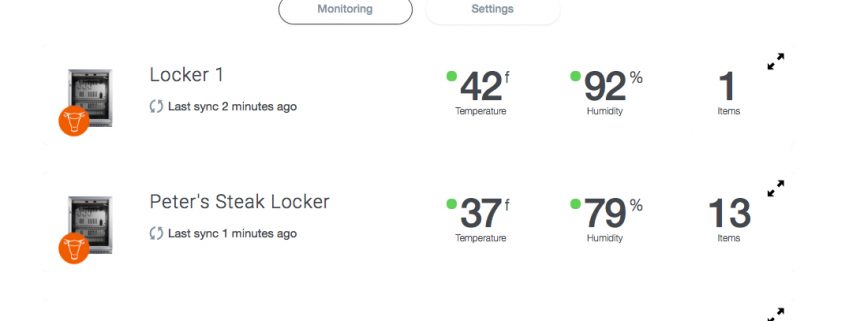 Monitoring Settings
Locker 1
Last sync 2 minutes ago
42 f
Temperature
92 %
Humidity
1
Items
Peter's Steak Locker
Last sync 1 minutes ago
37 f
Temperature
79 %
Humidity
13
Items